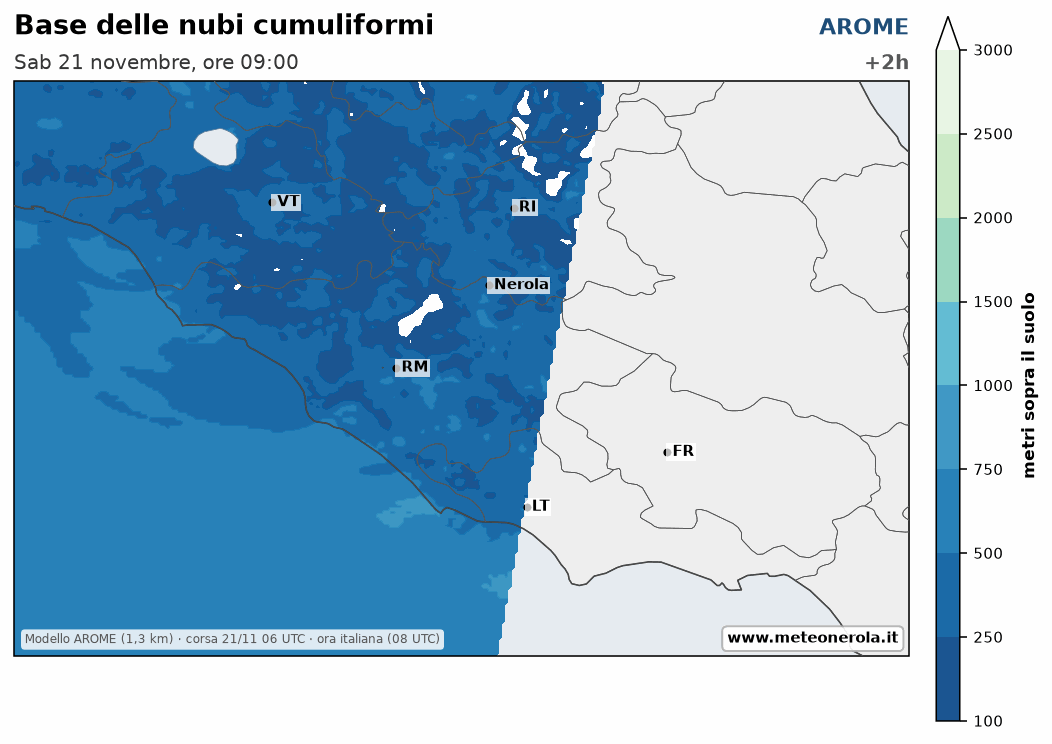 Base delle nubi cumuliformi
AROME
Sab 21 novembre, ore 09:00
+2h
3000
2500
2000
1500
1000
750
500
250
100
metri sopra il suolo
VT
RI
Nerola
RM
FR
LT
Modello AROME (1,3 km) · corsa 21/11 06 UTC · ora italiana (08 UTC)
www.meteonerola.it